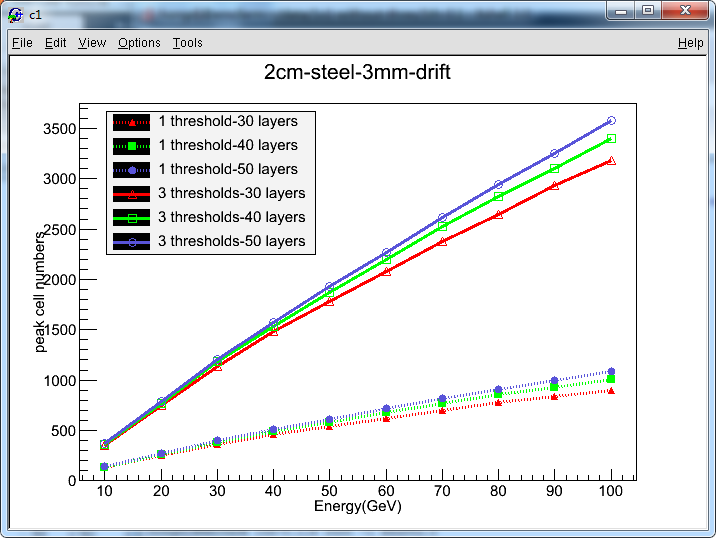 c1
File Edit View Options Tools Help
2cm-steel-3mm-drift
1 threshold-30 layers
1 threshold-40 layers
1 threshold-50 layers
3 thresholds-30 layers
3 thresholds-40 layers
3 thresholds-50 layers
peak cell numbers
3500
3000
2500
2000
1500
1000
500
0
10 20 30 40 50 60 70 80 90 100
Energy(GeV)